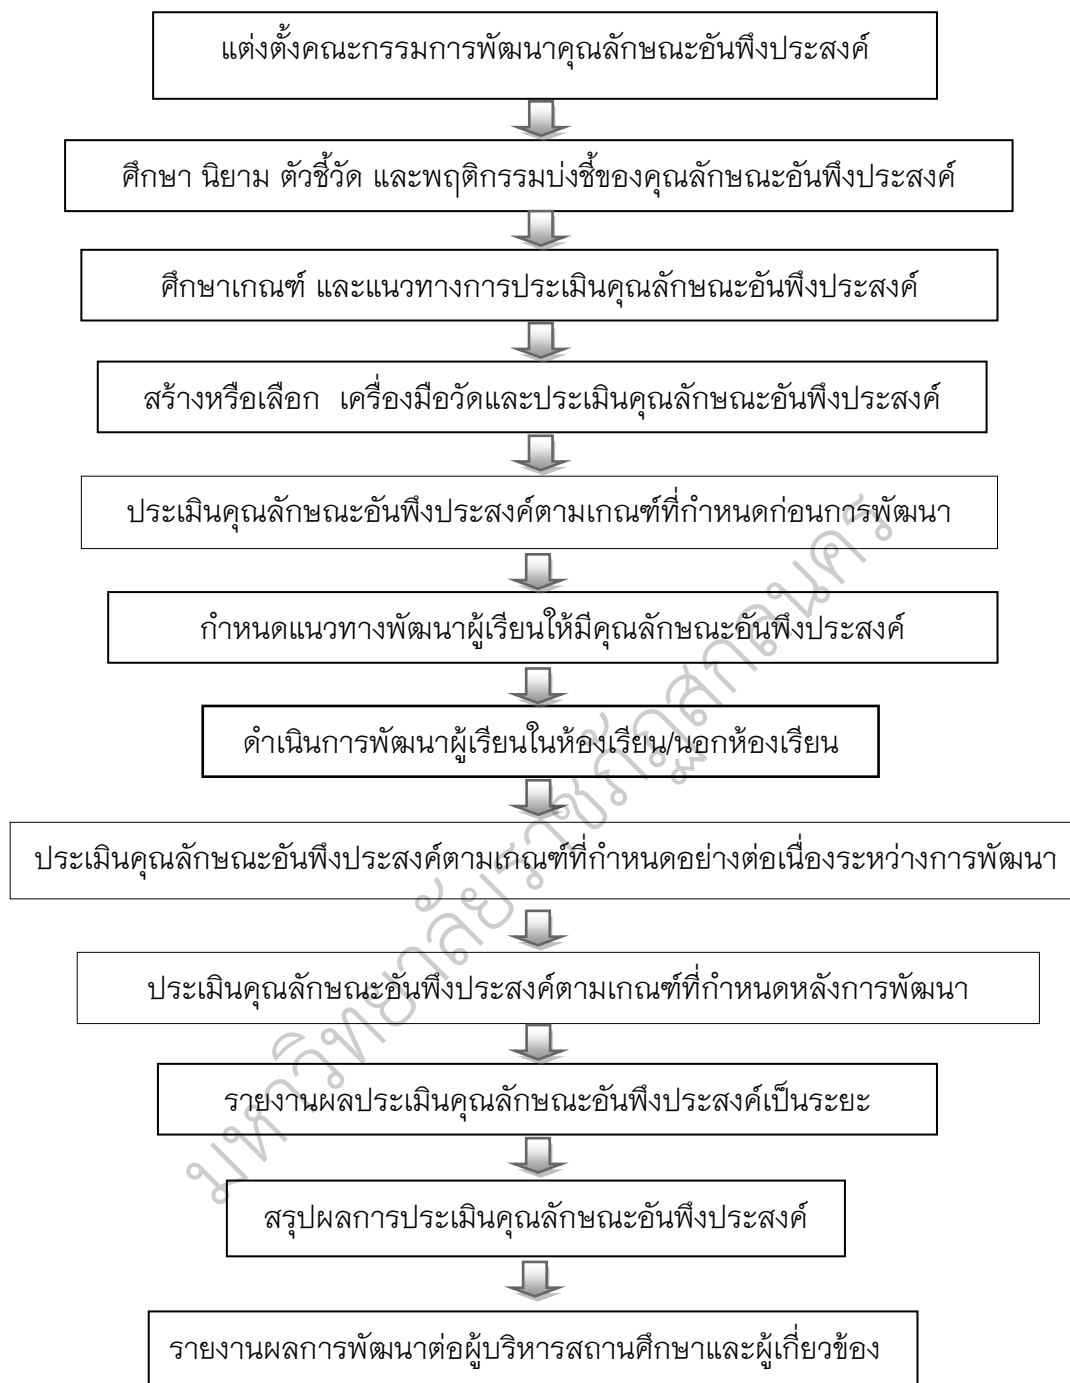 แต่งตั้งคณะกรรมการพัฒนาคุณลักษณะอันพึงประสงค์
ศึกษา นิยาม ตัวชี้วัด และพฤติกรรมบ่งชี้ของคุณลักษณะอันพึงประสงค์
ศึกษาเกณฑ์ และแนวทางการประเมินคุณลักษณะอันพึงประสงค์
สร้างหรือเลือก เครื่องมือวัดและประเมินคุณลักษณะอันพึงประสงค์
ประเมินคุณลักษณะอันพึงประสงค์ตามเกณฑ์ที่กำหนดก่อนการพัฒนา
กำหนดแนวทางพัฒนาผู้เรียนให้มีคุณลักษณะอันพึงประสงค์
ดำเนินการพัฒนาผู้เรียนในห้องเรียน/นอกห้องเรียน
ประเมินคุณลักษณะอันพึงประสงค์ตามเกณฑ์ที่กำหนดอย่างต่อเนื่องระหว่างการพัฒนา
ประเมินคุณลักษณะอันพึงประสงค์ตามเกณฑ์ที่กำหนดหลังการพัฒนา
รายงานผลประเมินคุณลักษณะอันพึงประสงค์เป็นระยะ
สรุปผลการประเมินคุณลักษณะอันพึงประสงค์
รายงานผลการพัฒนาต่อผู้บริหารสถานศึกษาและผู้เกี่ยวข้อง
มหาวิทยาลัยราชภัฏสกลนคร